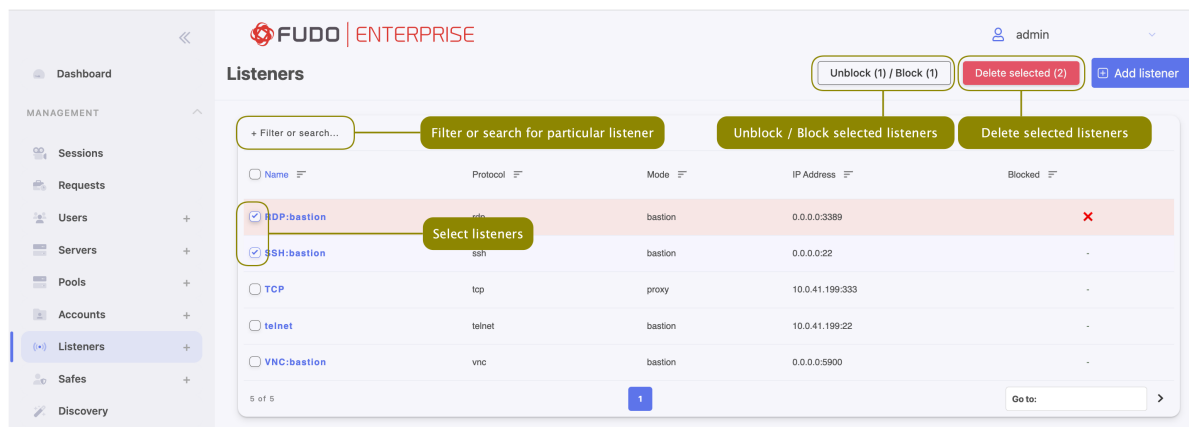 FUDO ENTERPRISE
admin
Dashboard
Listeners
Unblock (1) / Block (1)
Delete selected (2)
Add listener
MANAGEMENT
+ Filter or search...
Filter or search for particular listener
Unblock / Block selected listeners
Delete selected listeners
Sessions
Requests
Users +
Servers +
Pools +
Accounts +
Listeners +
Safes +
Discovery
Name Protocol Mode IP Address Blocked
RDP:bastion rdp bastion 0.0.0.0:3389
Select listeners
SSH:bastion ssh bastion 0.0.0.0:22 -
TCP tcp proxy 10.0.41.199:333 -
telnet telnet bastion 10.0.41.199:22 -
VNC:bastion vnc bastion 0.0.0.0:5900 -
5 of 5
1
Go to: